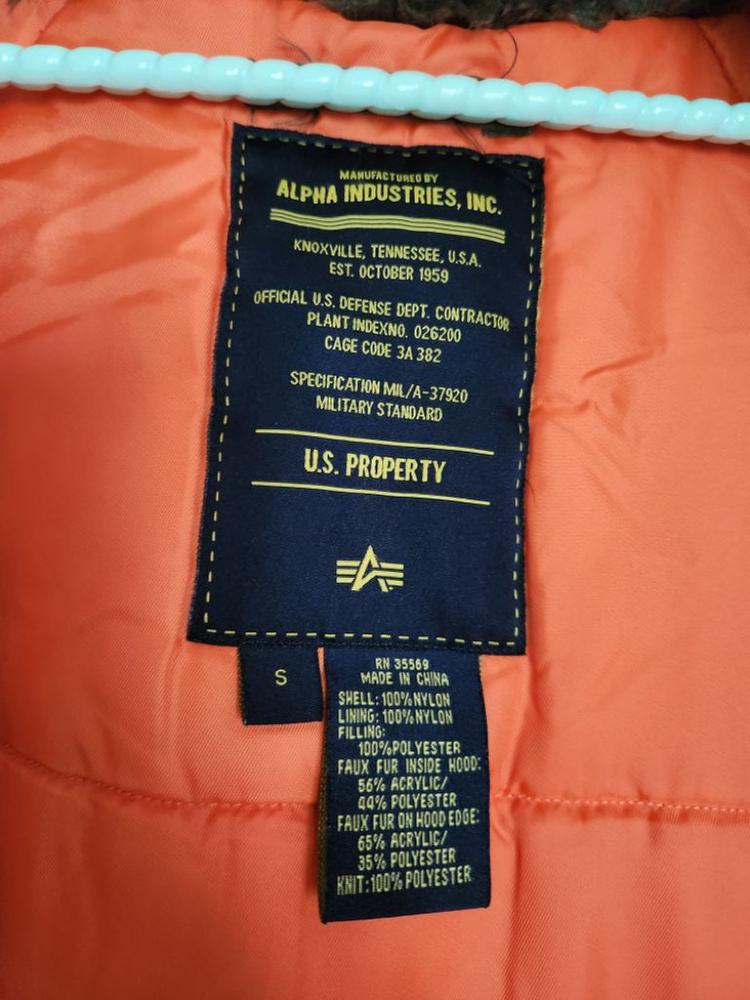 MANUFACTURED BY
ALPHA INDUSTRIES, INC.
KNOXVILLE, TENNESSEE, U.S.A.
EST. OCTOBER 1959
OFFICIAL U.S. DEFENSE DEPT. CONTRACTOR
PLANT INDEXNO. 026200
CAGE CODE 3A382
SPECIFICATION MIL/A-37920
MILITARY STANDARD
U.S. PROPERTY
S
RN 35569
MADE IN CHINA
SHELL: 100% NYLON
LINING: 100% NYLON
FILLING:
100% POLYESTER
FAUX FUR INSIDE HOOD:
56% ACRYLIC/
44% POLYESTER
FAUX FUR ON HOOD EDGE:
65% ACRYLIC/
35% POLYESTER
KNIT: 100% POLYESTER